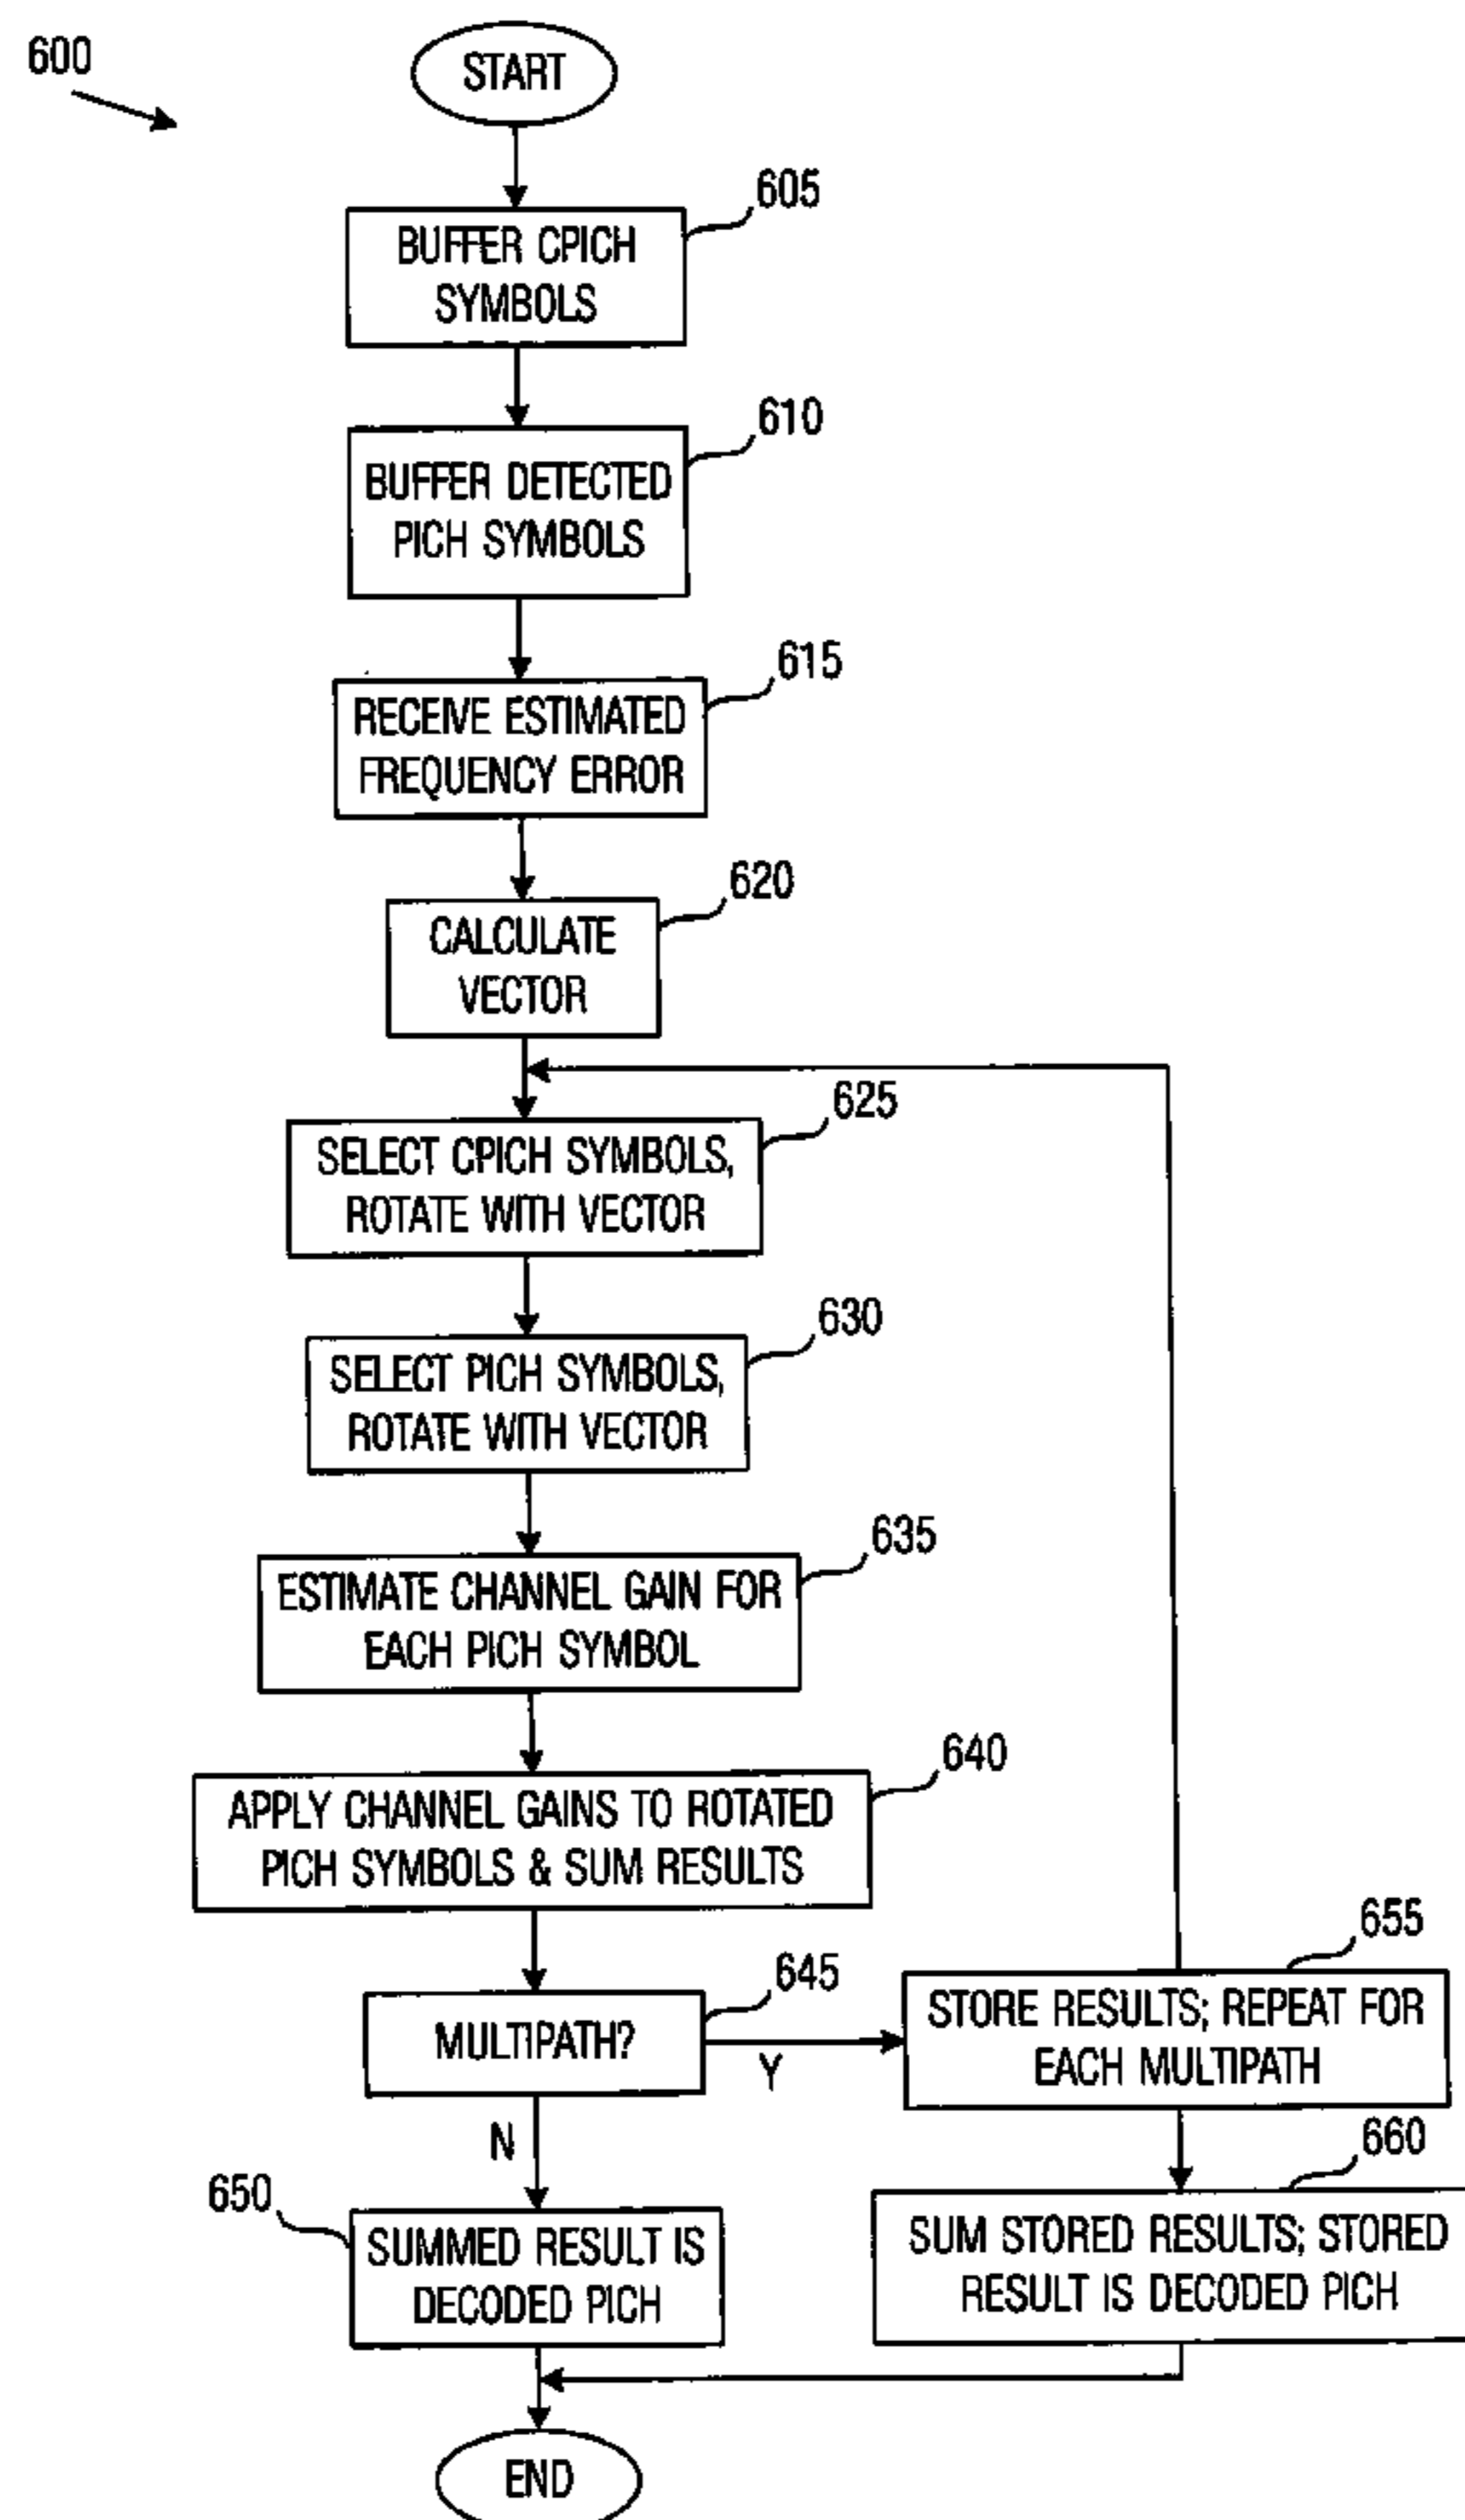 600
START
605
BUFFER CPICH
SYMBOLS
610
BUFFER DETECTED
PICH SYMBOLS
615
RECEIVE ESTIMATED
FREQUENCY ERROR
620
CALCULATE
VECTOR
625
SELECT CPICH SYMBOLS,
ROTATE WITH VECTOR
630
SELECT PICH SYMBOLS,
ROTATE WITH VECTOR
635
ESTIMATE CHANNEL GAIN FOR
EACH PICH SYMBOL
640
APPLY CHANNEL GAINS TO ROTATED
PICH SYMBOLS & SUM RESULTS
645
MULTIPATH?
Y
N
655
STORE RESULTS; REPEAT FOR
EACH MULTIPATH
650
SUMMED RESULT IS
DECODED PICH
660
SUM STORED RESULTS; STORED
RESULT IS DECODED PICH
END